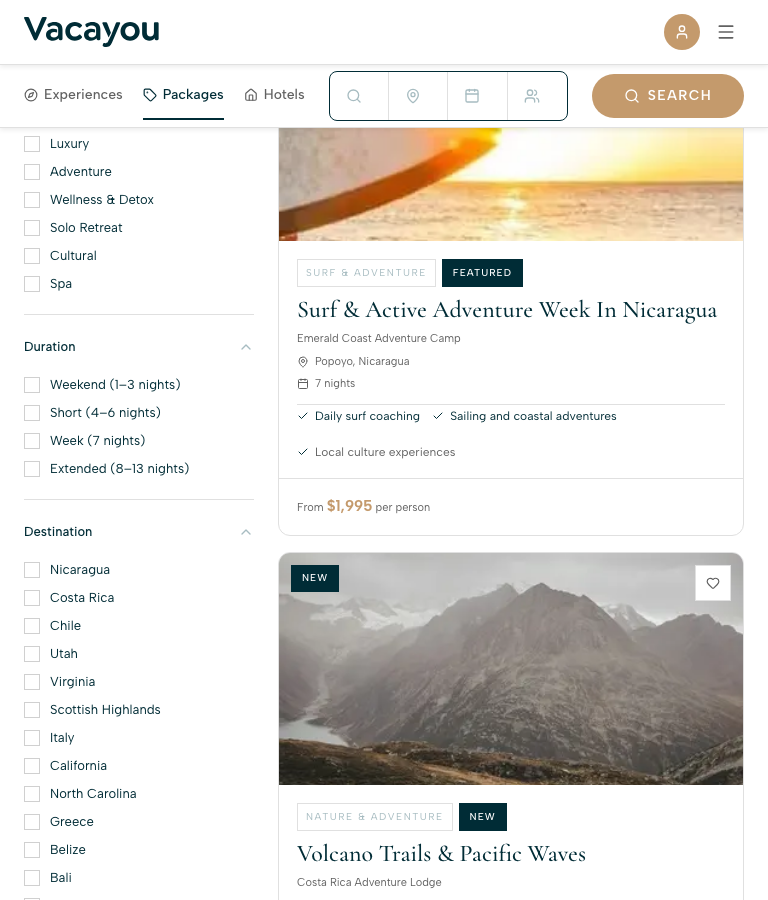 Vacayou
Experiences
Packages
Hotels
SEARCH
Luxury
Adventure
Wellness & Detox
Solo Retreat
Cultural
Spa
Duration
Weekend (1–3 nights)
Short (4–6 nights)
Week (7 nights)
Extended (8–13 nights)
Destination
Nicaragua
Costa Rica
Chile
Utah
Virginia
Scottish Highlands
Italy
California
North Carolina
Greece
Belize
Bali
SURF & ADVENTURE
FEATURED
Surf & Active Adventure Week In Nicaragua
Emerald Coast Adventure Camp
Popoyo, Nicaragua
7 nights
Daily surf coaching
Sailing and coastal adventures
Local culture experiences
From $1,995 per person
NEW
NATURE & ADVENTURE
NEW
Volcano Trails & Pacific Waves
Costa Rica Adventure Lodge